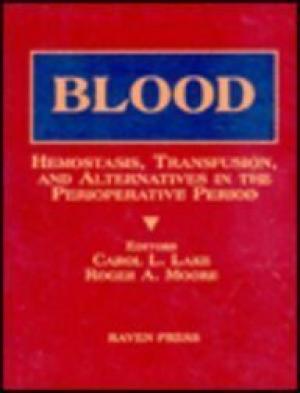 BLOOD
HEMOSTASIS, TRANSFUSION,
AND ALTERNATIVES IN THE
PERIOPERATIVE PERIOD
EDITORS
CAROL L. LAKE
ROGER A. MOORE
RAVEN PRESS